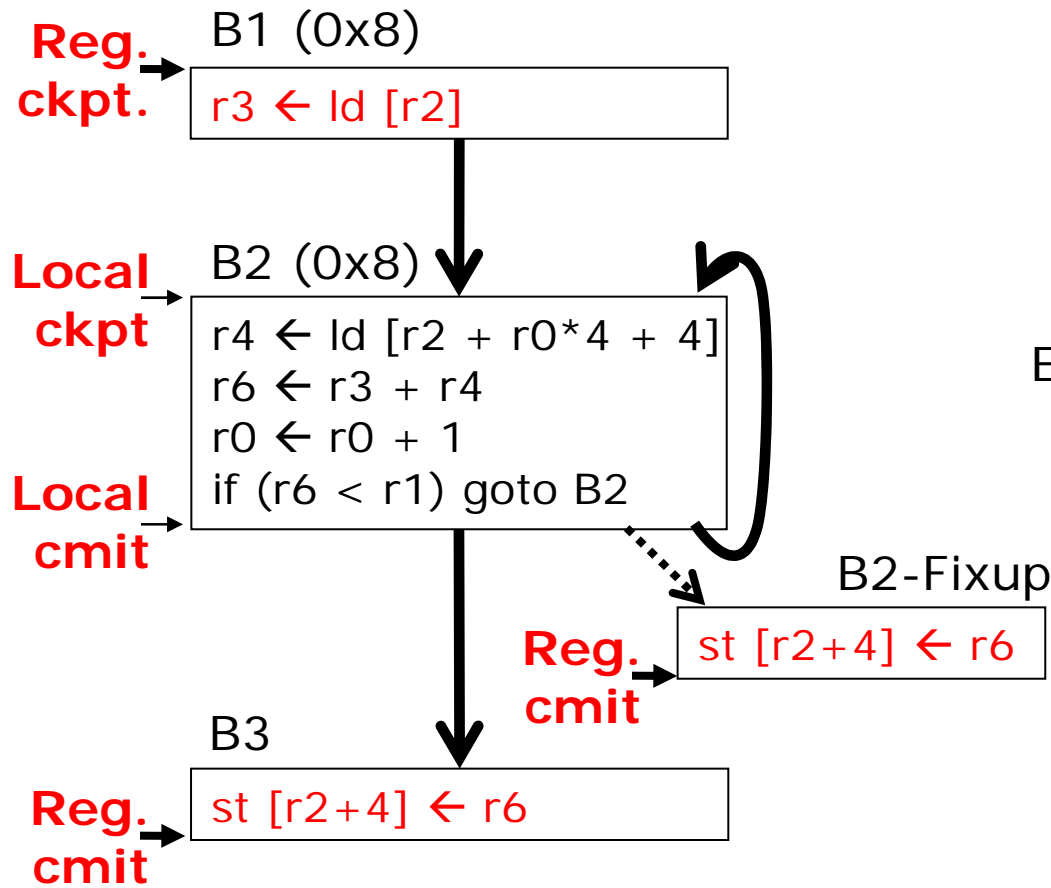 B1 (0x8)
Reg.
ckpt.
r3 ← ld [r2]
B2 (0x8)
Local
ckpt
r4 ← ld [r2 + r0*4 + 4]
r6 ← r3 + r4
r0 ← r0 + 1
if (r6 < r1) goto B2
E
Local
cmit
B2-Fixup
st [r2+4] ← r6
Reg.
cmit
B3
st [r2+4] ← r6
Reg.
cmit